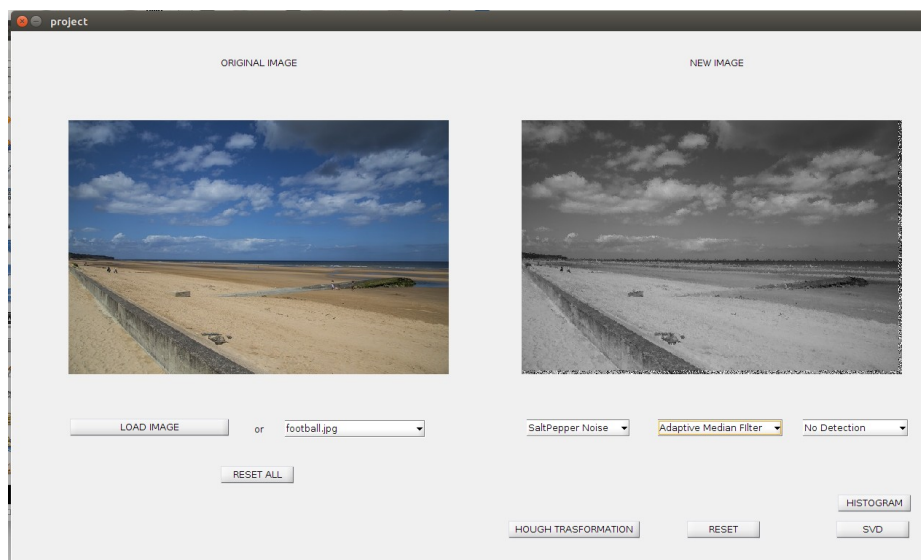 project
ORIGINAL IMAGE
NEW IMAGE
LOAD IMAGE
or
football.jpg
SaltPepper Noise
Adaptive Median FIlter
No Detection
RESET ALL
HISTOGRAM
HOUGH TRASFORMATION
RESET
SVD